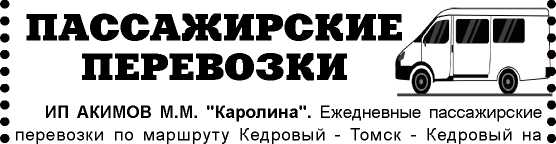 ПАССАЖИРСКИЕ
ПЕРЕВОЗКИ
ИП АКИМОВ М.М. "Каролина". Ежедневные пассажирские
перевозки по маршруту Кедровый - Томск - Кедровый на